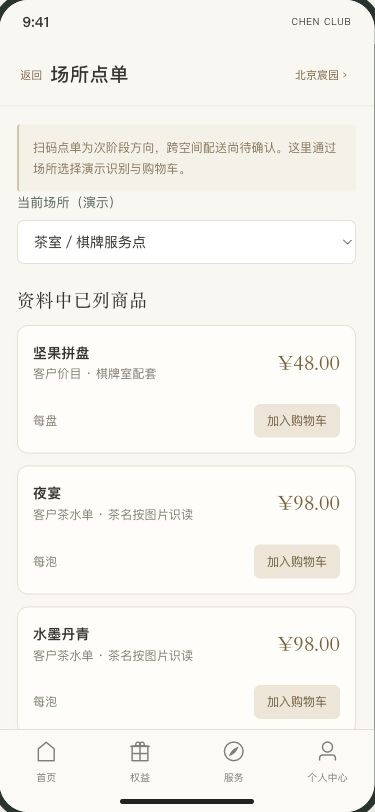 9:41
CHEN CLUB
返回 场所点单
北京宸园 ›
扫码点单为次阶段方向，跨空间配送尚待确认。这里通过
场所选择演示识别与购物车。
当前场所（演示）
茶室 / 棋牌服务点
资料中已列商品
坚果拼盘
¥48.00
客户价目 · 棋牌室配套
每盘
加入购物车
夜宴
¥98.00
客户茶水单 · 茶名按图片识读
每泡
加入购物车
水墨丹青
¥98.00
客户茶水单 · 茶名按图片识读
每泡
加入购物车
首页
权益
服务
个人中心